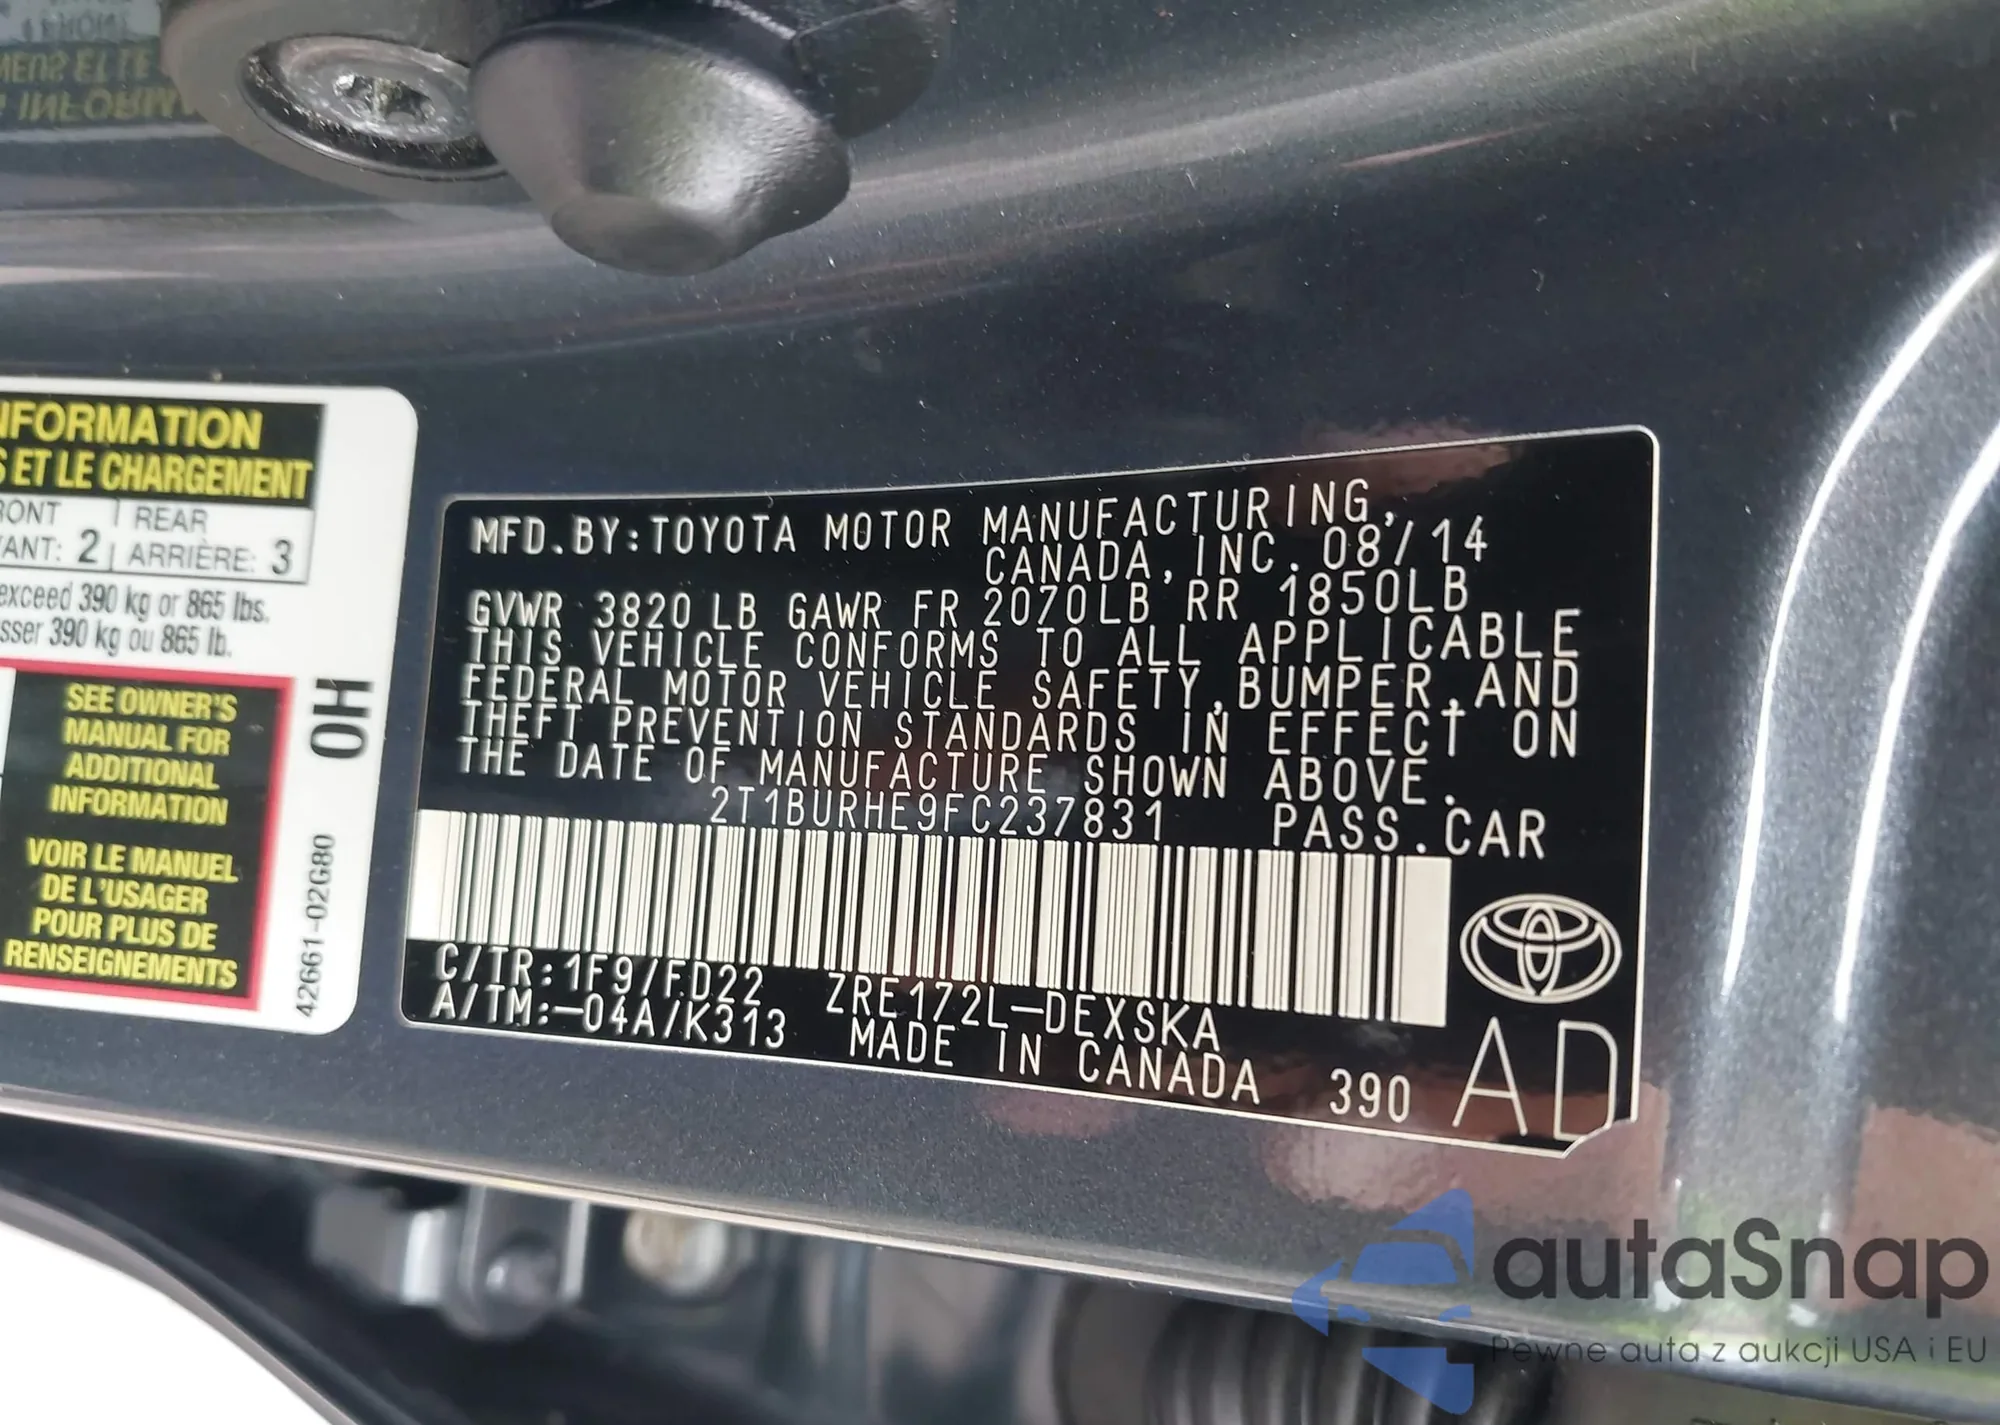 NFORMATION
S ET LE CHARGEMENT
RONT | REAR
ANT: 2 | ARRIÈRE: 3
exceed 390 kg or 865 lbs.
sser 390 kg ou 865 lb.
SEE OWNER'S
MANUAL FOR
ADDITIONAL
INFORMATION
VOIR LE MANUEL
DE L'USAGER
POUR PLUS DE
RENSEIGNEMENTS
0H
42661-02G80
MFD.BY:TOYOTA MOTOR MANUFACTURING,
CANADA,INC. 08/14
GVWR 3820LB GAWR FR 2070LB RR 1850LB
THIS VEHICLE CONFORMS TO ALL APPLICABLE
FEDERAL MOTOR VEHICLE SAFETY,BUMPER,AND
THEFT PREVENTION STANDARDS IN EFFECT ON
THE DATE OF MANUFACTURE SHOWN ABOVE.
2T1BURHE9FC237831 PASS.CAR
C/TR:1F9/FD22 ZRE172L-DEXSKA
A/TM:-04A/K313 MADE IN CANADA 390 AD
autaSnap
Pewne auta z aukcji USA i EU